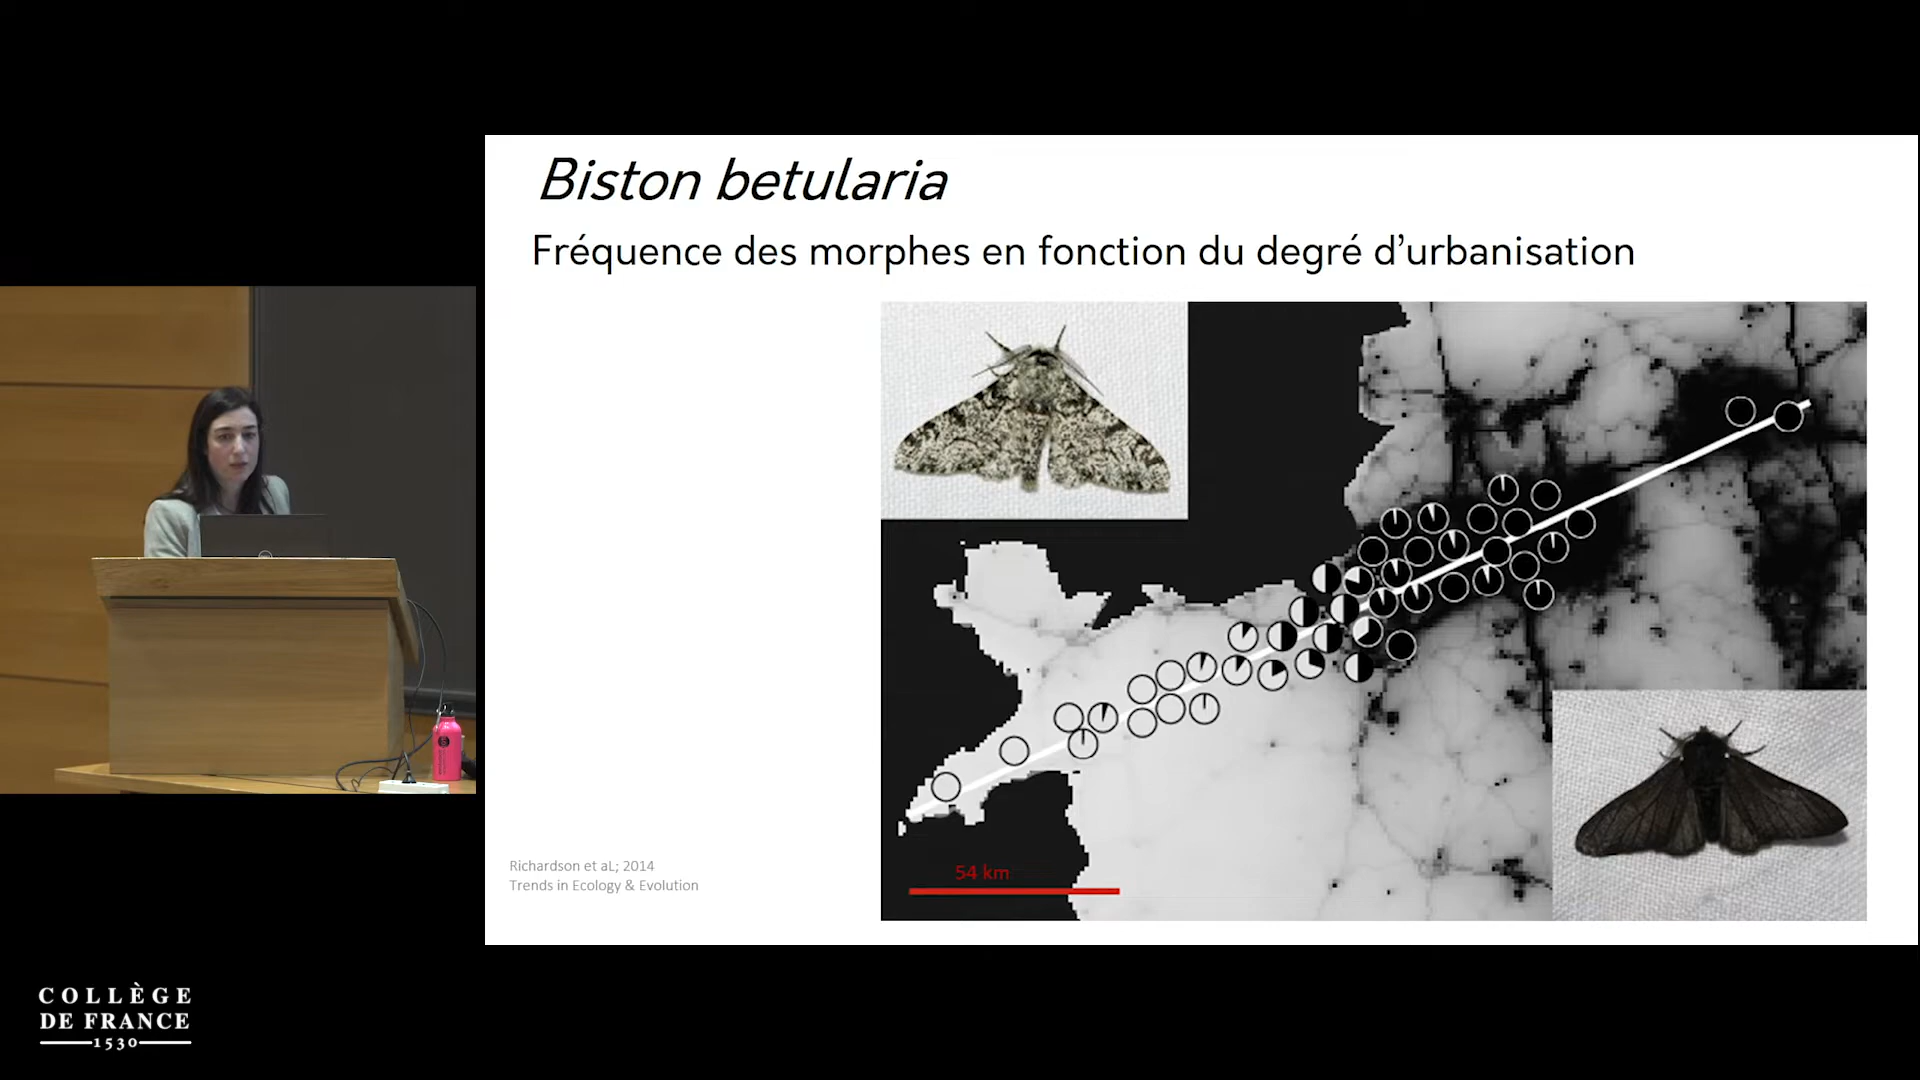 Biston betularia
Fréquence des morphes en fonction du degré d'urbanisation
54 km
Richardson et aL; 2014
Trends in Ecology & Evolution
COLLÈGE
DE FRANCE
1530